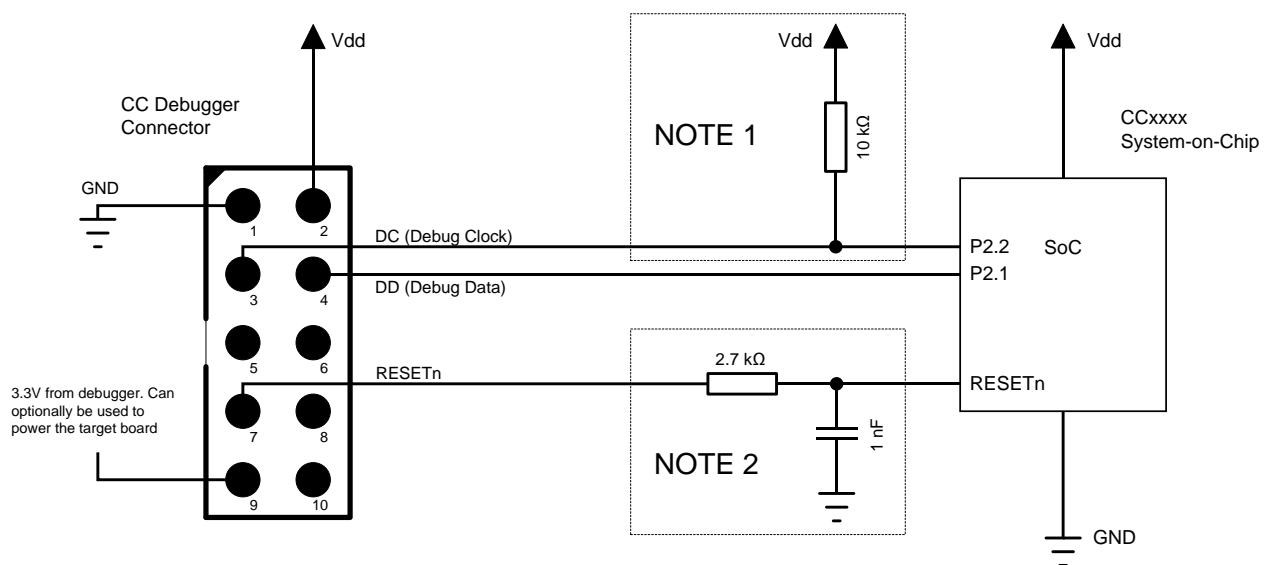 Vdd
Vdd
Vdd
CC Debugger
Connector
NOTE 1
10 kΩ
CCxxxx
System-on-Chip
GND
1
2
DC (Debug Clock)
P2.2
SoC
3
4
DD (Debug Data)
P2.1
5
6
3.3V from debugger. Can
optionally be used to
power the target board
RESETn
2.7 kΩ
RESETn
7
8
1 nF
NOTE 2
9
10
GND